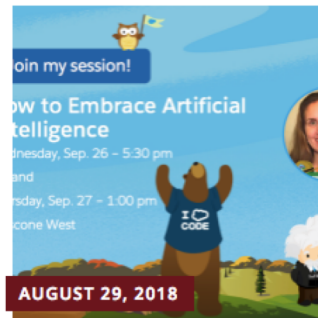 oin my session!
ow to Embrace Artificial
telligence
dnesday, Sep. 26 – 5:30 pm
and
rsday, Sep. 27 – 1:00 pm
scone West
I
CODE
AUGUST 29, 2018